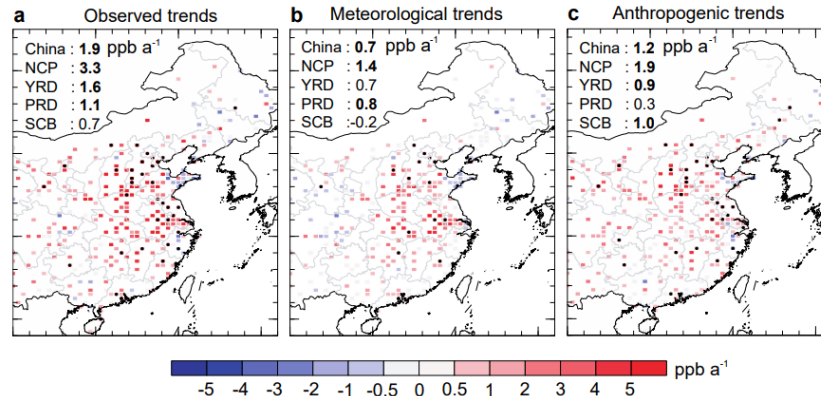 a Observed trends
China : 1.9 ppb a⁻¹
NCP : 3.3
YRD : 1.6
PRD : 1.1
SCB : 0.7
b Meteorological trends
China : 0.7 ppb a⁻¹
NCP : 1.4
YRD : 0.7
PRD : 0.8
SCB :-0.2
c Anthropogenic trends
China : 1.2 ppb a⁻¹
NCP : 1.9
YRD : 0.9
PRD : 0.3
SCB : 1.0
-5 -4 -3 -2 -1 -0.5 0 0.5 1 2 3 4 5 ppb a⁻¹